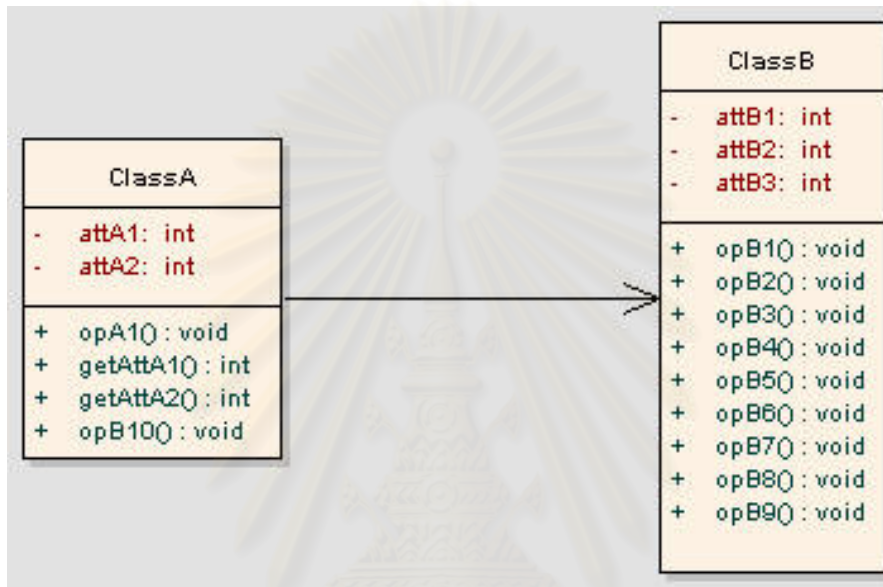 ClassA
- attA1: int
- attA2: int
+ opA1() : void
+ getAttA1() : int
+ getAttA2() : int
+ opB10() : void
ClassB
- attB1: int
- attB2: int
- attB3: int
+ opB1() : void
+ opB2() : void
+ opB3() : void
+ opB4() : void
+ opB5() : void
+ opB6() : void
+ opB7() : void
+ opB8() : void
+ opB9() : void